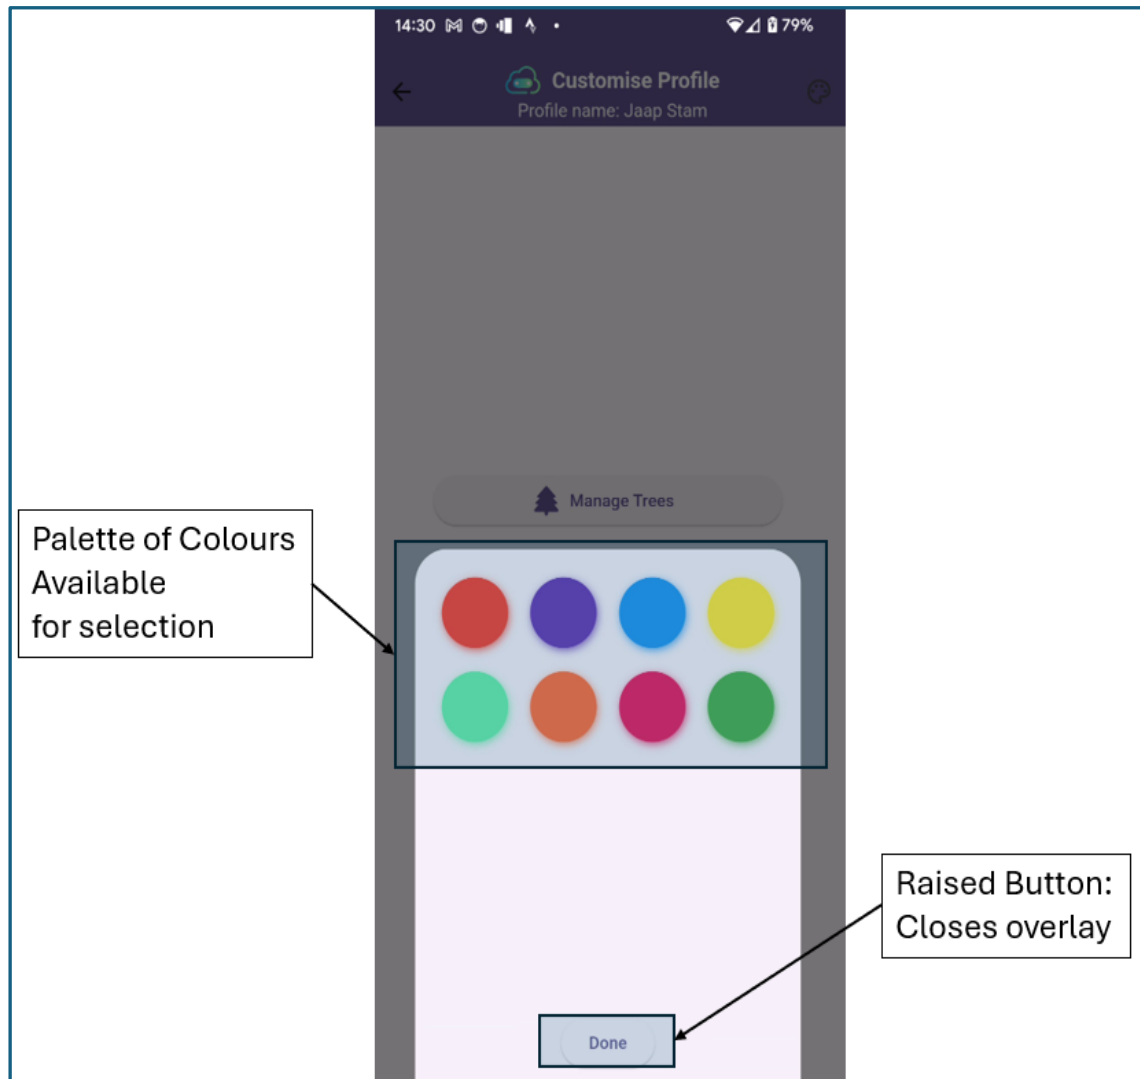 14:30 79%
Customise Profile
Profile name: Jaap Stam
Manage Trees
Palette of Colours
Available
for selection
Raised Button:
Closes overlay
Done